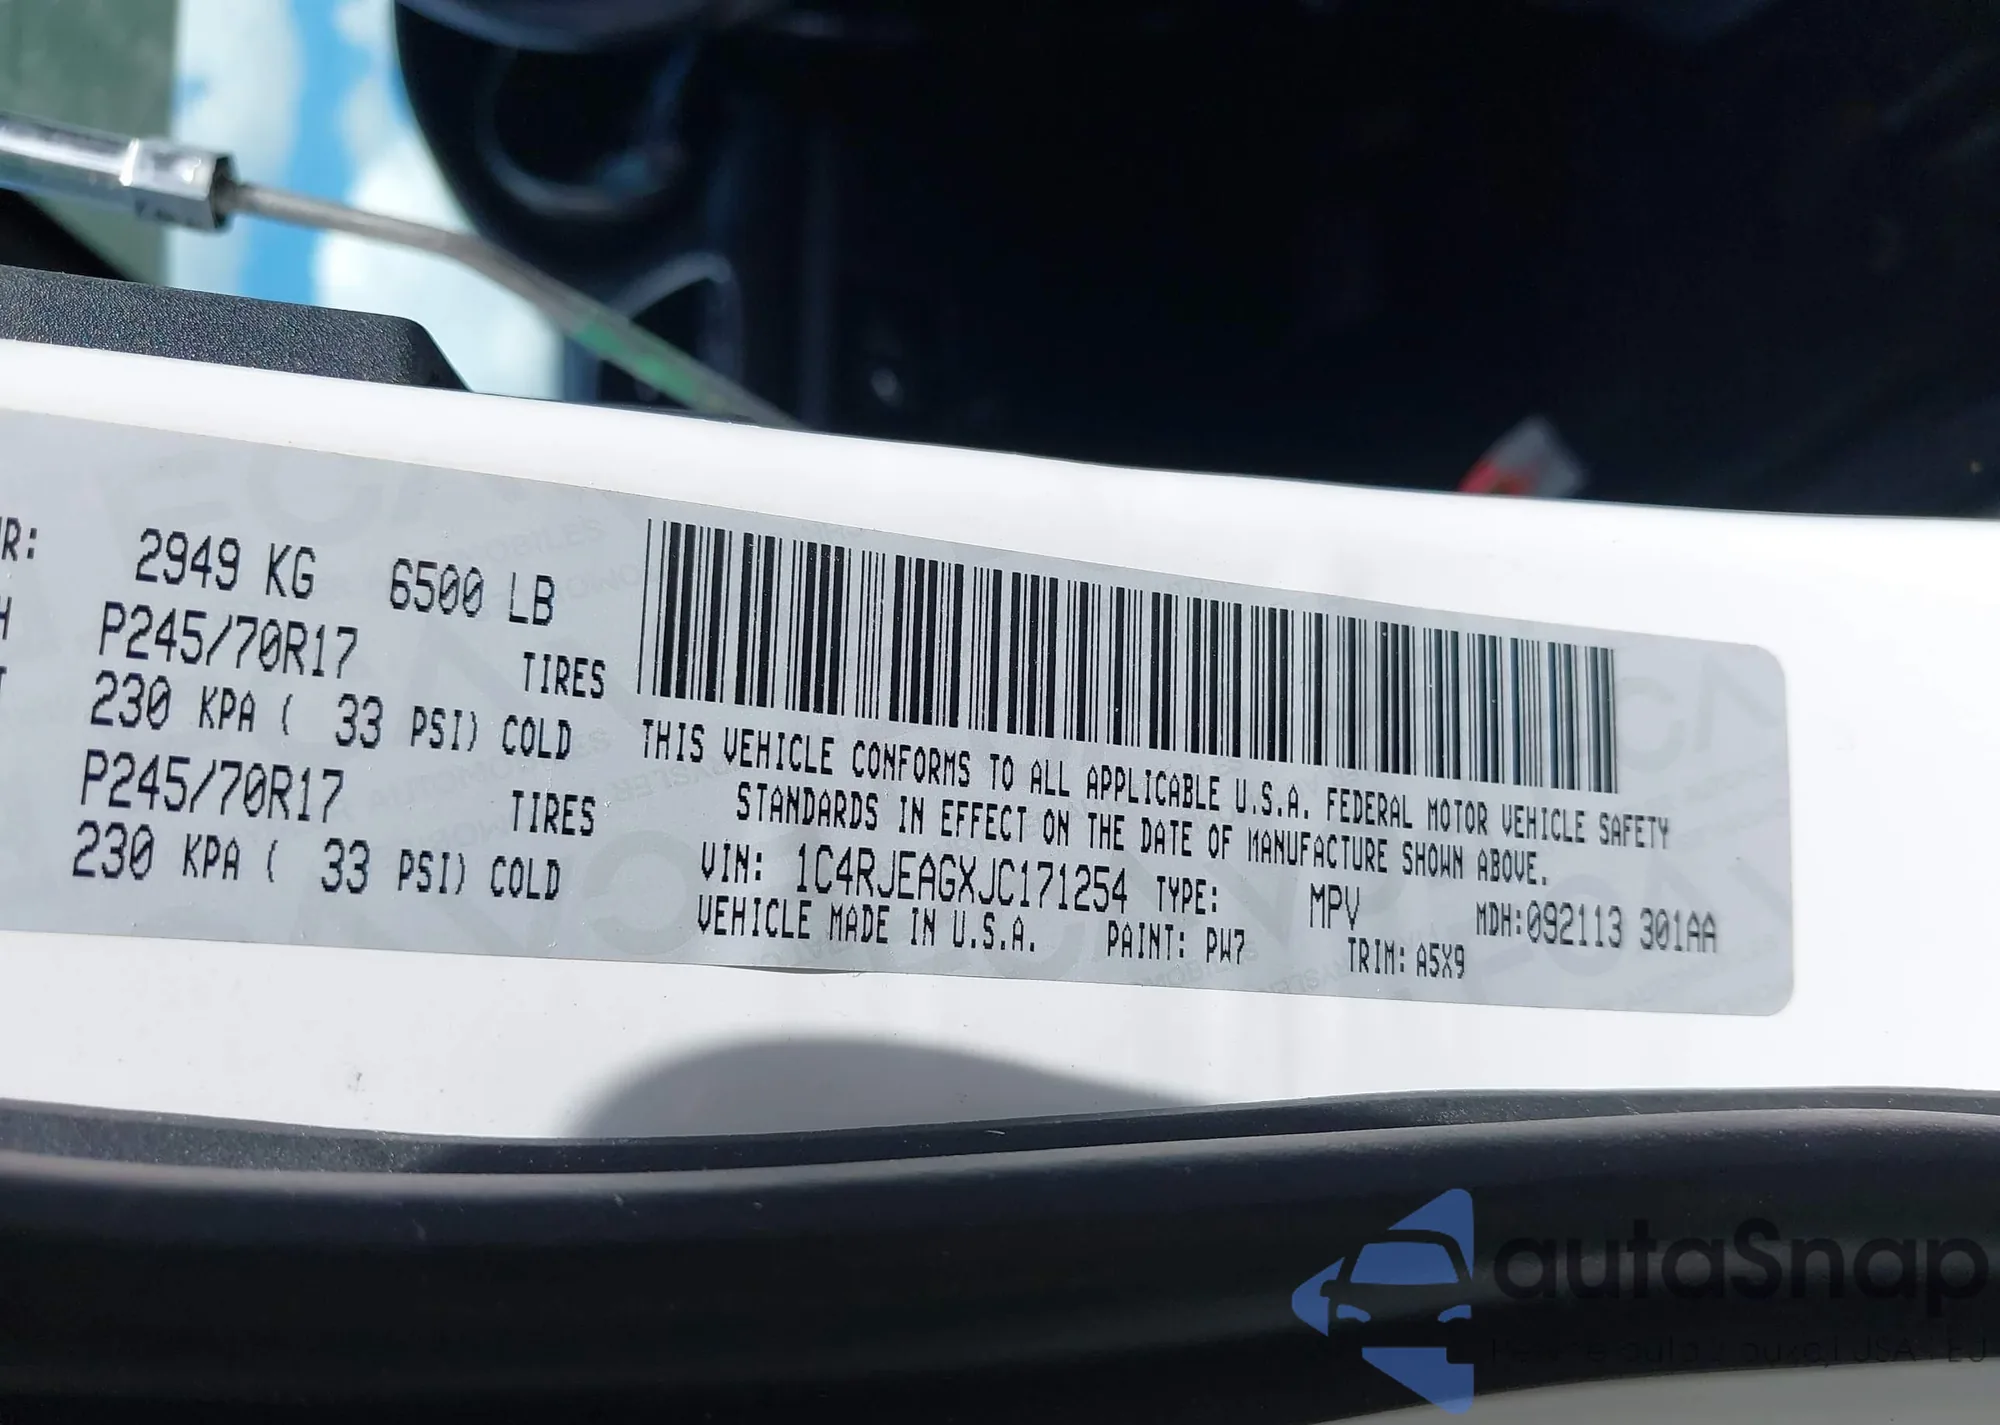 WR: 2949 KG 6500 LB
P245/70R17 TIRES
230 KPA ( 33 PSI) COLD
P245/70R17 TIRES
230 KPA ( 33 PSI) COLD
THIS VEHICLE CONFORMS TO ALL APPLICABLE U.S.A. FEDERAL MOTOR VEHICLE SAFETY
STANDARDS IN EFFECT ON THE DATE OF MANUFACTURE SHOWN ABOVE.
VIN: 1C4RJEAGXJC171254 TYPE: MPV MDH:092113 301AA
VEHICLE MADE IN U.S.A. PAINT: PW7 TRIM: A5X9
autaSnap